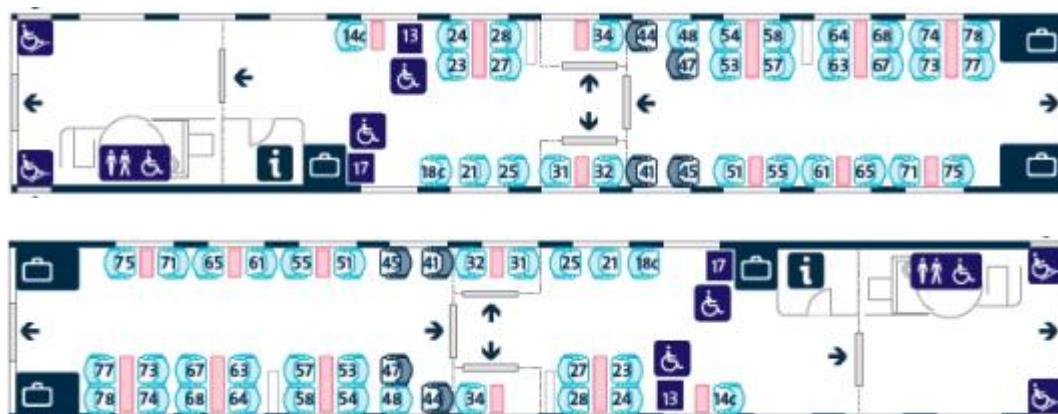 14c 13 24 28 34 44 48 54 58 64 68 74 78
23 27 47 53 57 63 67 73 77
i 17 18c 21 25 31 32 41 45 51 55 61 65 71 75
75 71 65 61 55 51 45 41 32 31 25 21 18c 17 i
77 73 67 63 57 53 47 27 23
78 74 68 64 58 54 48 44 34 28 24 13 14c